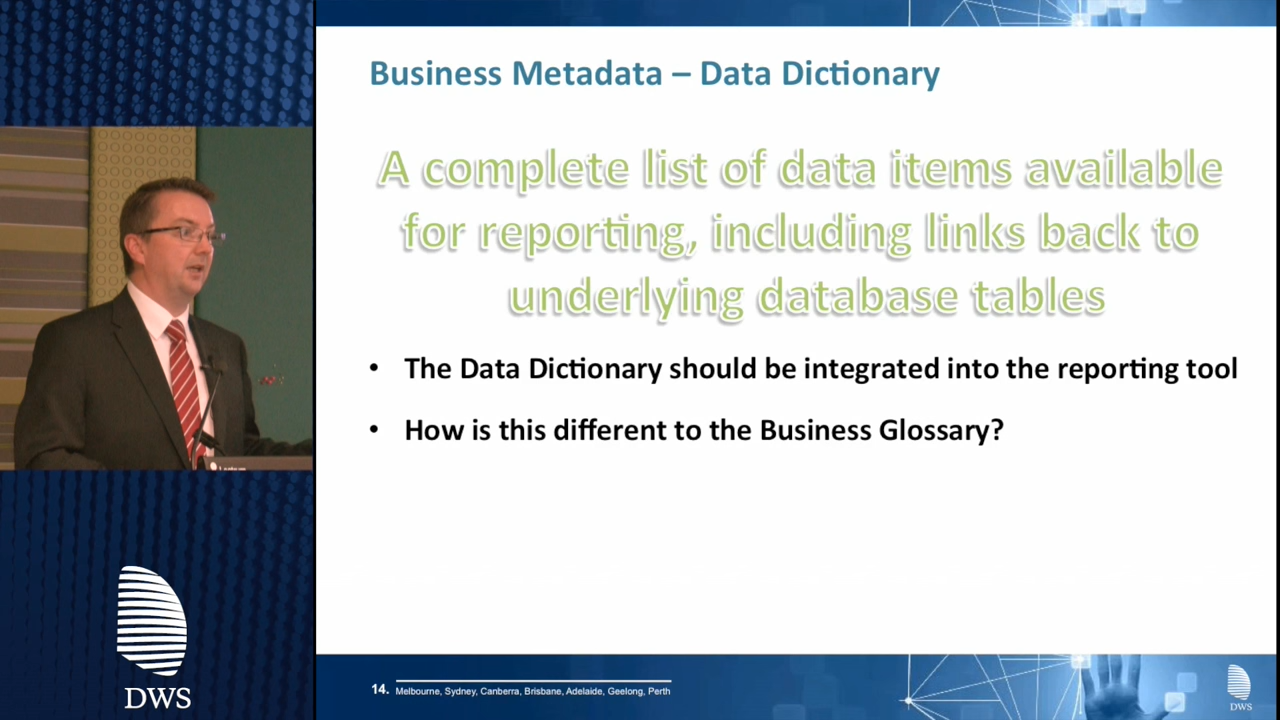 Business Metadata – Data Dictionary
A complete list of data items available
for reporting, including links back to
underlying database tables
• The Data Dictionary should be integrated into the reporting tool
• How is this different to the Business Glossary?
DWS
14. Melbourne, Sydney, Canberra, Brisbane, Adelaide, Geelong, Perth
DWS